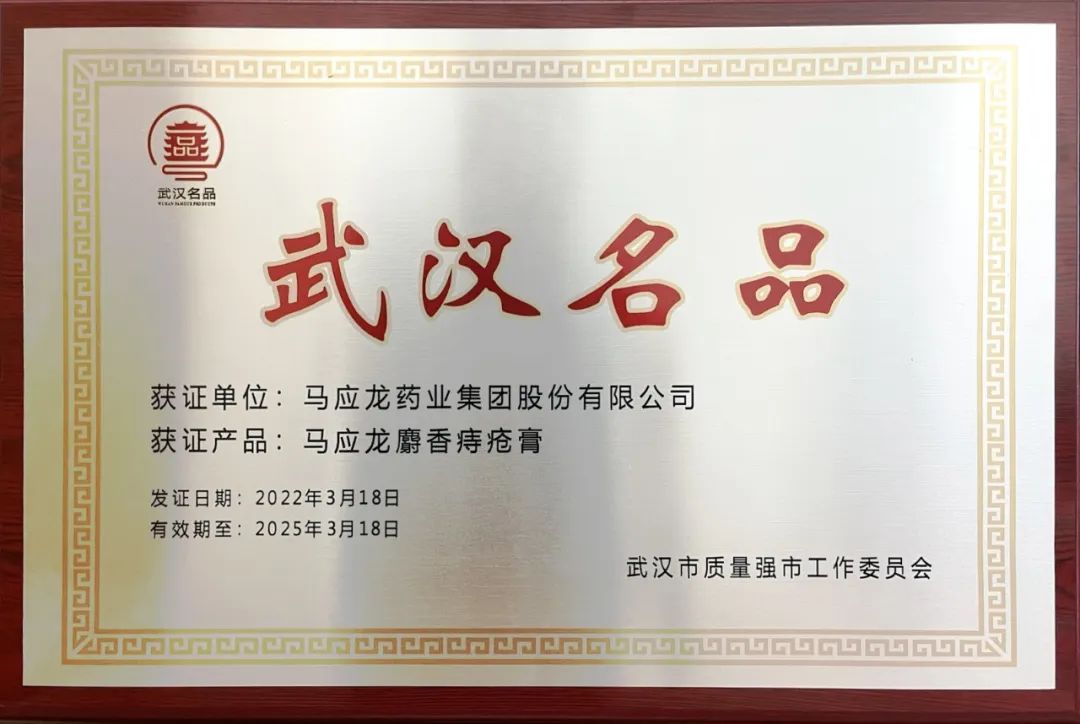 武汉名品
WUHAN FAMOUS PRODUCTS
武汉名品
获证单位：马应龙药业集团股份有限公司
获证产品：马应龙麝香痔疮膏
发证日期：2022年3月18日
有效期至：2025年3月18日
武汉市质量强市工作委员会